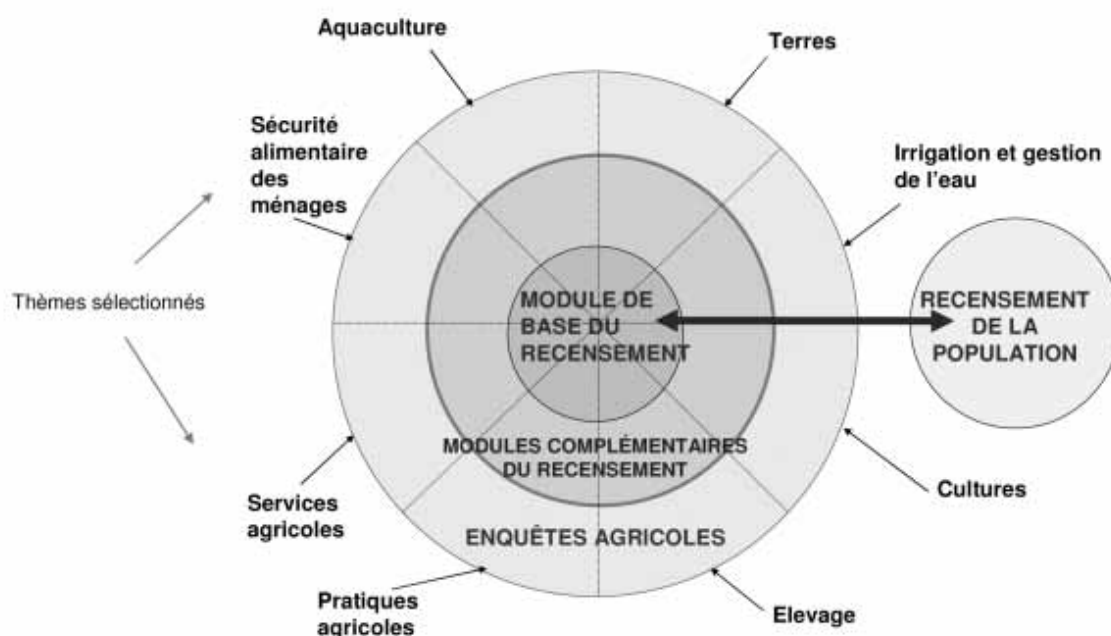 Aquaculture
Terres
Sécurité
alimentaire
des
ménages
Irrigation et gestion
de l'eau
Thèmes sélectionnés
MODULE DE
BASE DU
RECENSEMENT
RECENSEMENT
DE LA
POPULATION
MODULES COMPLÉMENTAIRES
DU RECENSEMENT
Services
agricoles
Cultures
ENQUÊTES AGRICOLES
Pratiques
agricoles
Elevage